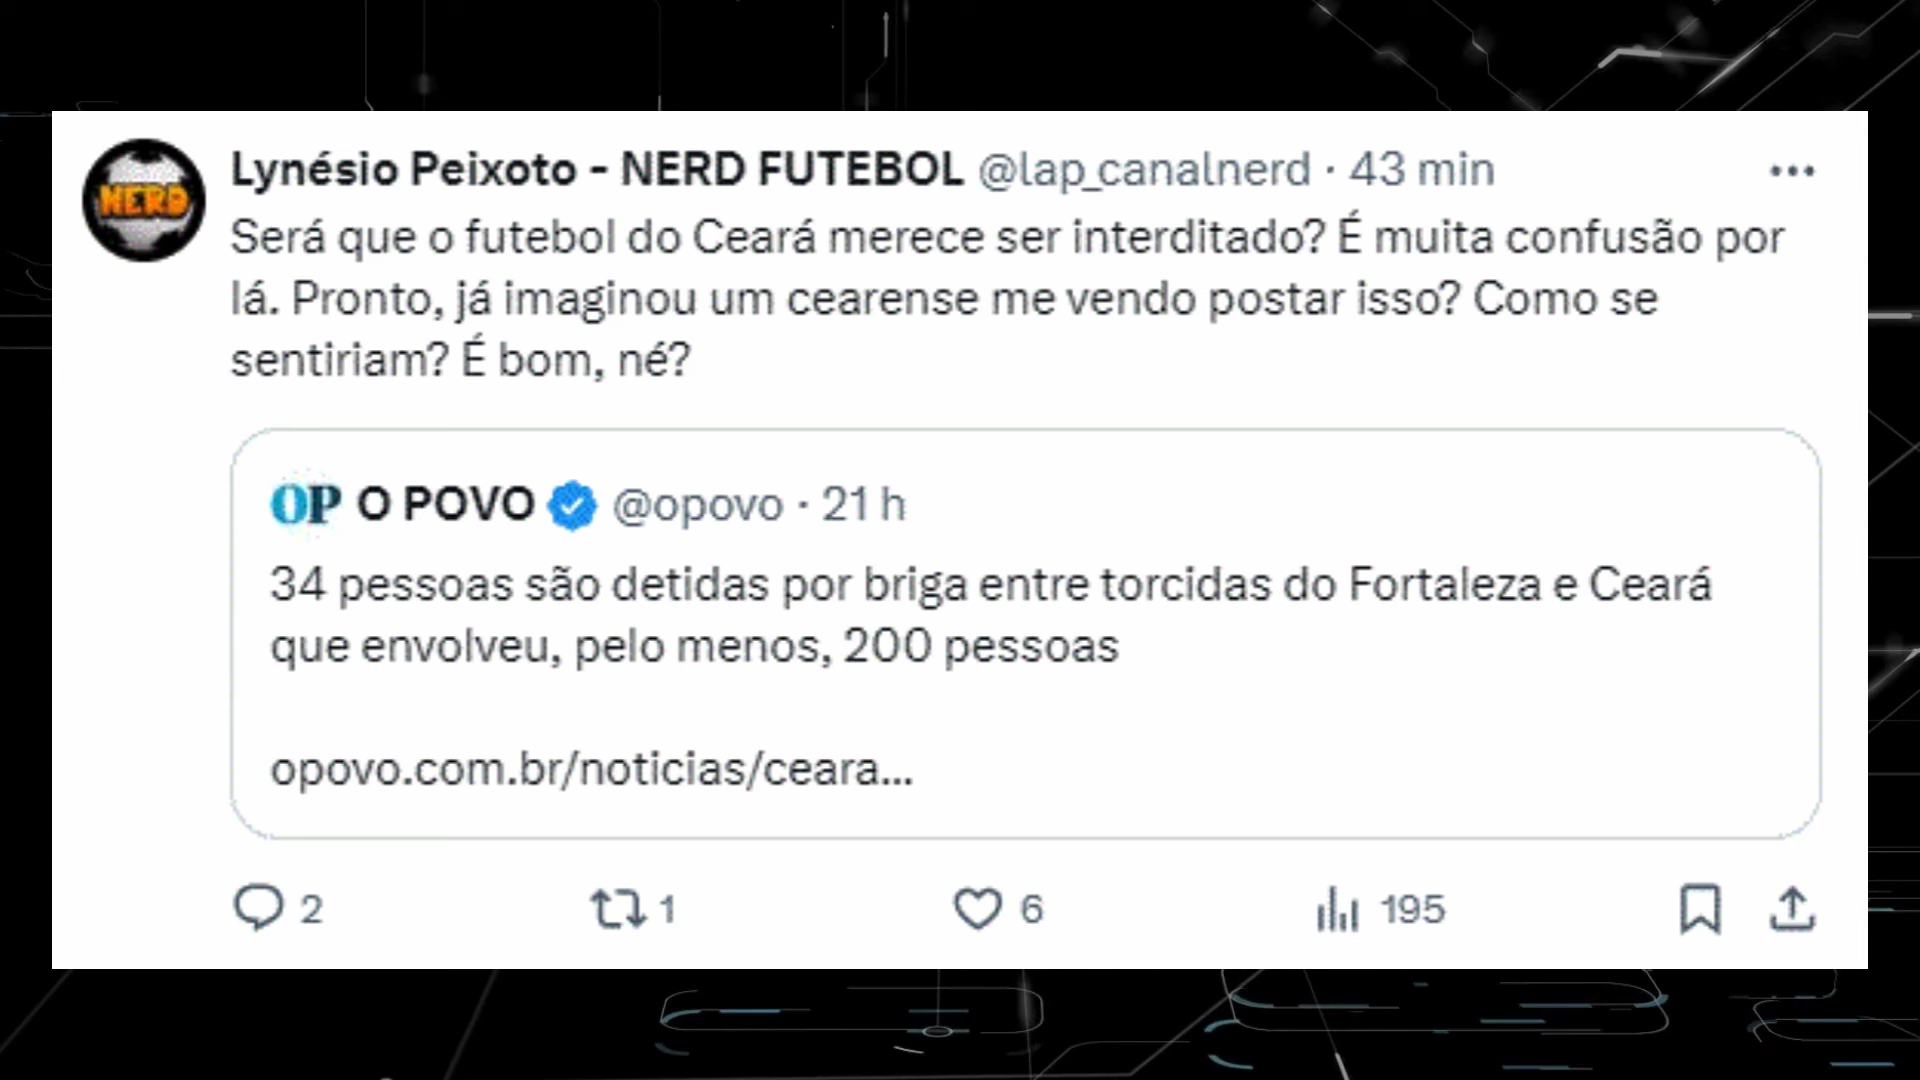 NERD
Lynésio Peixoto - NERD FUTEBOL @lap_canalnerd · 43 min
Será que o futebol do Ceará merece ser interditado? É muita confusão por
lá. Pronto, já imaginou um cearense me vendo postar isso? Como se
sentiriam? É bom, né?
OP O POVO @opovo · 21 h
34 pessoas são detidas por briga entre torcidas do Fortaleza e Ceará
que envolveu, pelo menos, 200 pessoas
opovo.com.br/noticias/ceara...
2 1 6 195